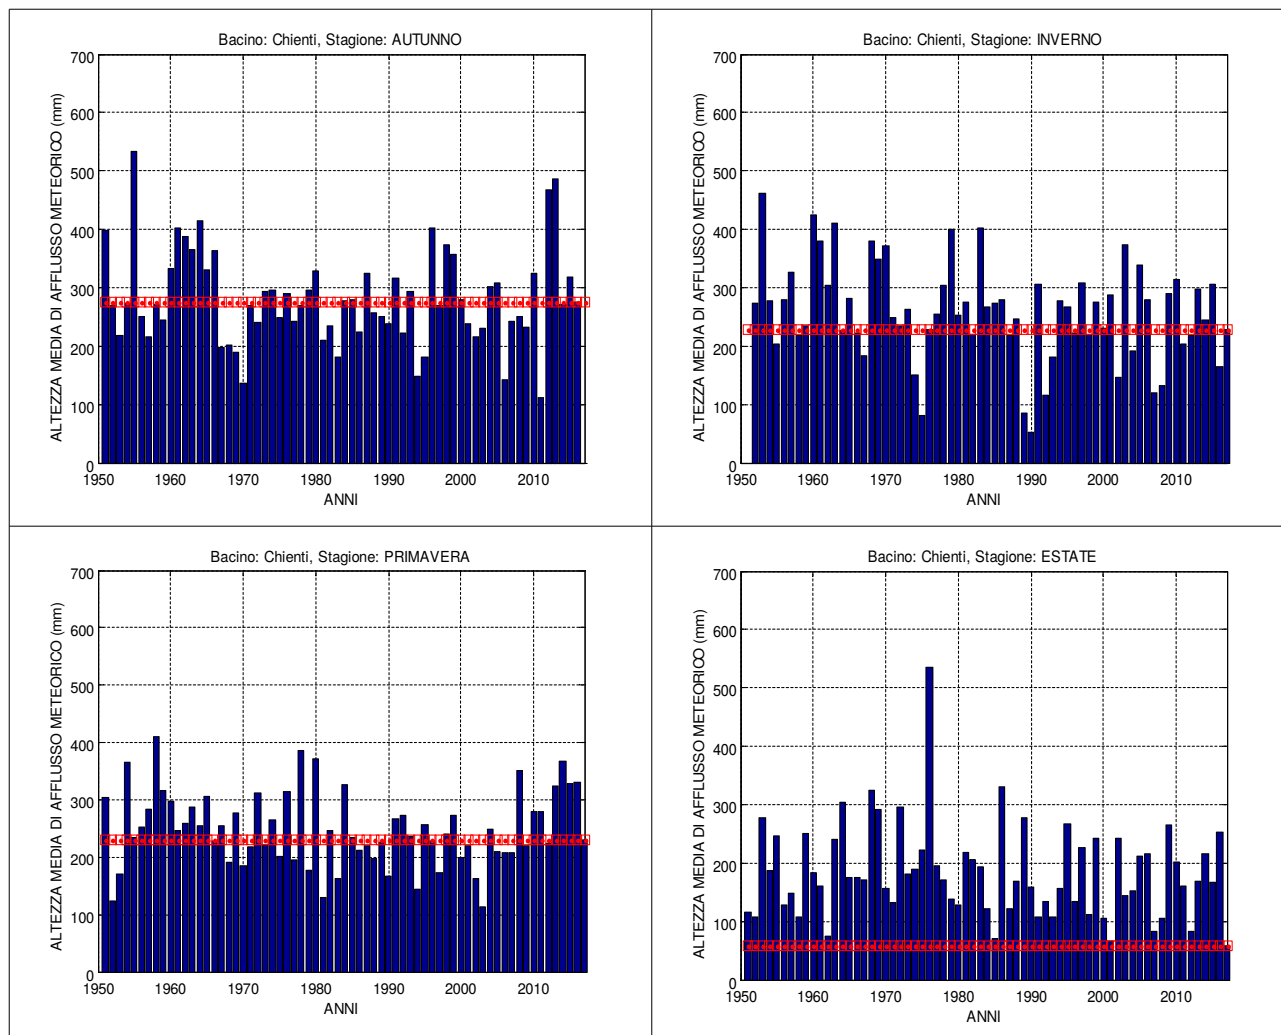 Bacino: Chienti, Stagione: AUTUNNO
ALTEZZA MEDIA DI AFFLUSSO METEORICO (mm)
700
600
500
400
300
200
100
0
1950 1960 1970 1980 1990 2000 2010
ANNI
Bacino: Chienti, Stagione: INVERNO
ALTEZZA MEDIA DI AFFLUSSO METEORICO (mm)
700
600
500
400
300
200
100
0
1950 1960 1970 1980 1990 2000 2010
ANNI
Bacino: Chienti, Stagione: PRIMAVERA
ALTEZZA MEDIA DI AFFLUSSO METEORICO (mm)
700
600
500
400
300
200
100
0
1950 1960 1970 1980 1990 2000 2010
ANNI
Bacino: Chienti, Stagione: ESTATE
ALTEZZA MEDIA DI AFFLUSSO METEORICO (mm)
700
600
500
400
300
200
100
0
1950 1960 1970 1980 1990 2000 2010
ANNI